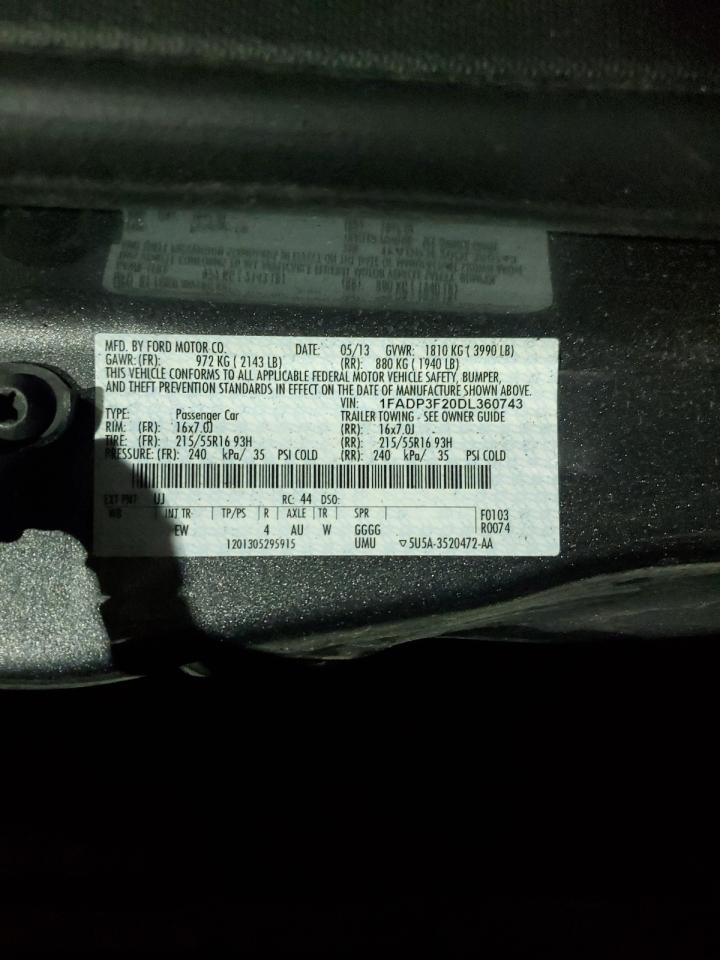 MFD. BY FORD MOTOR CO. DATE: 05/13 GVWR: 1810 KG ( 3990 LB)
GAWR: (FR): 972 KG ( 2143 LB) (RR): 880 KG ( 1940 LB)
THIS VEHICLE CONFORMS TO ALL APPLICABLE FEDERAL MOTOR VEHICLE SAFETY, BUMPER,
AND THEFT PREVENTION STANDARDS IN EFFECT ON THE DATE OF MANUFACTURE SHOWN ABOVE.
VIN: 1FADP3F20DL360743
TYPE: Passenger Car TRAILER TOWING - SEE OWNER GUIDE
RIM: (FR): 16x7.0J (RR): 16x7.0J
TIRE: (FR): 215/55R16 93H (RR): 215/55R16 93H
PRESSURE: (FR): 240 kPa/ 35 PSI COLD (RR): 240 kPa/ 35 PSI COLD
EXT PNT: UJ RC: 44 DSO:
WB INT TR TP/PS R AXLE TR SPR F0103
EW 4 AU W GGGG R0074
1201305295915 UMU ▽5U5A-3520472-AA